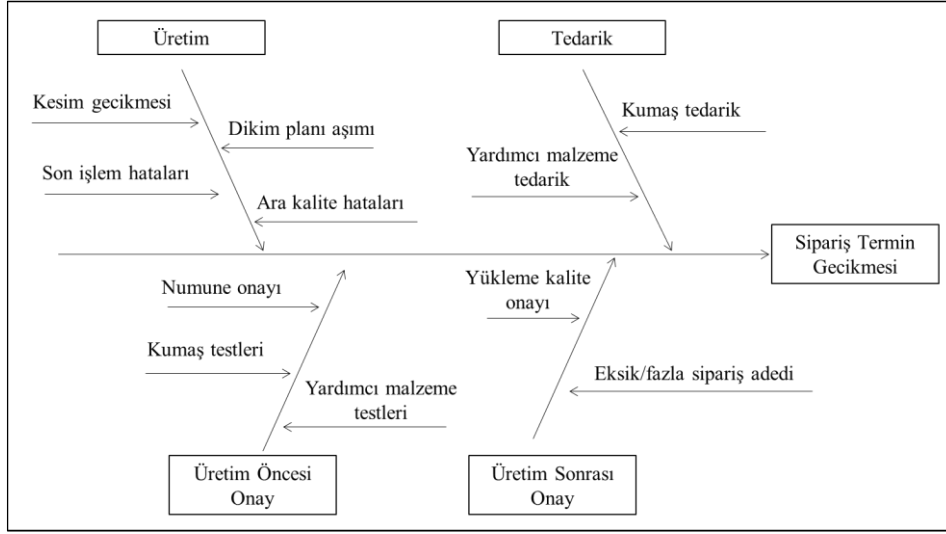 Üretim
Tedarik
Kesim gecikmesi
Dikim planı aşımı
Son işlem hataları
Ara kalite hataları
Kumaş tedarik
Yardımcı malzeme
tedarik
Sipariş Termin
Gecikmesi
Numune onayı
Kumaş testleri
Yardımcı malzeme
testleri
Yükleme kalite
onayı
Eksik/fazla sipariş adedi
Üretim Öncesi
Onay
Üretim Sonrası
Onay